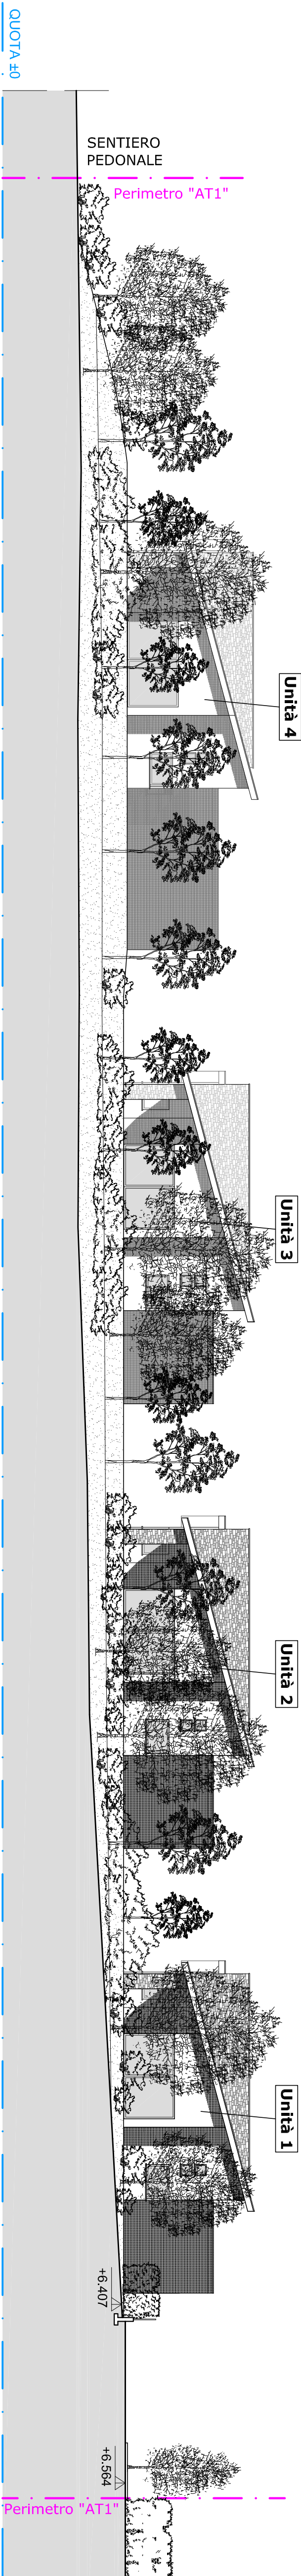 QUOTA ±0
SENTIERO
PEDONALE
Perimetro "AT1"
Unità 4
Unità 3
Unità 2
Unità 1
+6.407
+6.564
Perimetro "AT1"